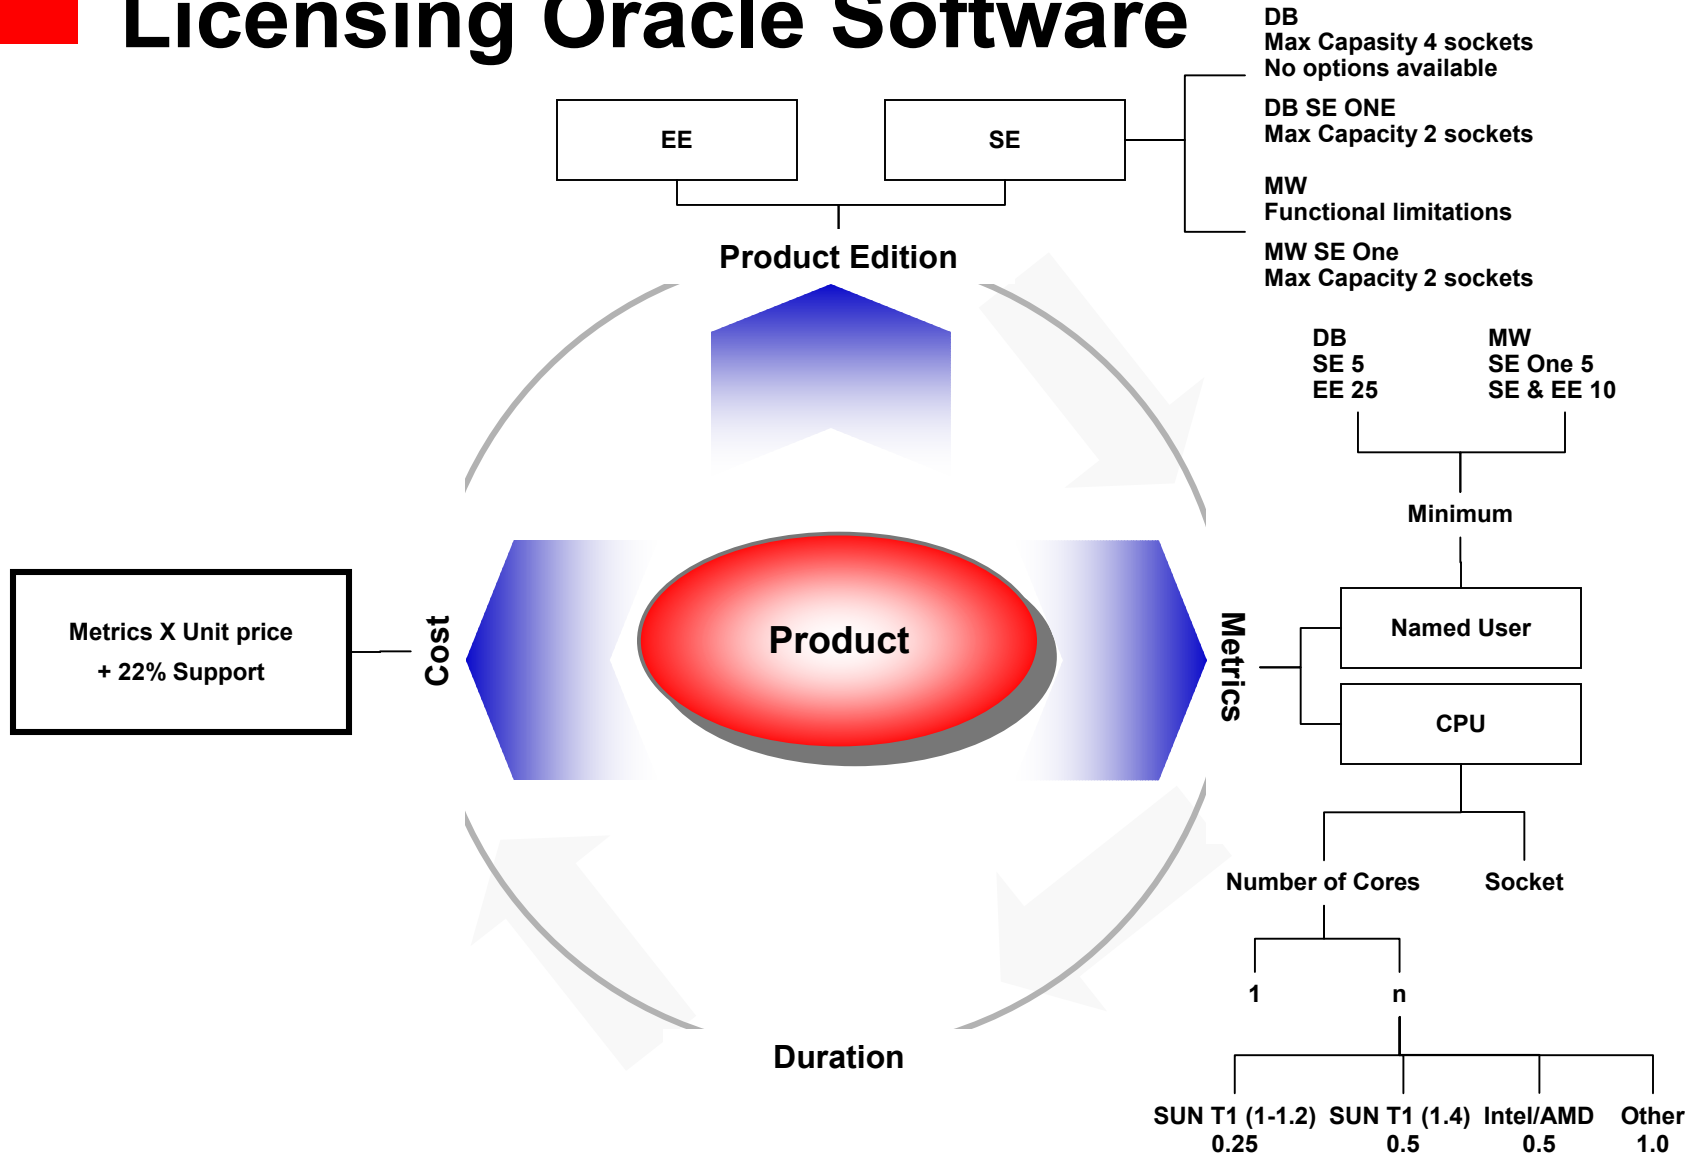 Licensing Oracle Software
DB
Max Capasity 4 sockets
No options available
DB SE ONE
Max Capacity 2 sockets
MW
Functional limitations
MW SE One
Max Capacity 2 sockets
EE
SE
Product Edition
DB
SE 5
EE 25
MW
SE One 5
SE & EE 10
Minimum
Named User
CPU
Metrics
Product
Cost
Metrics X Unit price
+ 22% Support
Number of Cores
Socket
1
n
Duration
SUN T1 (1-1.2)
0.25
SUN T1 (1.4)
0.5
Intel/AMD
0.5
Other
1.0